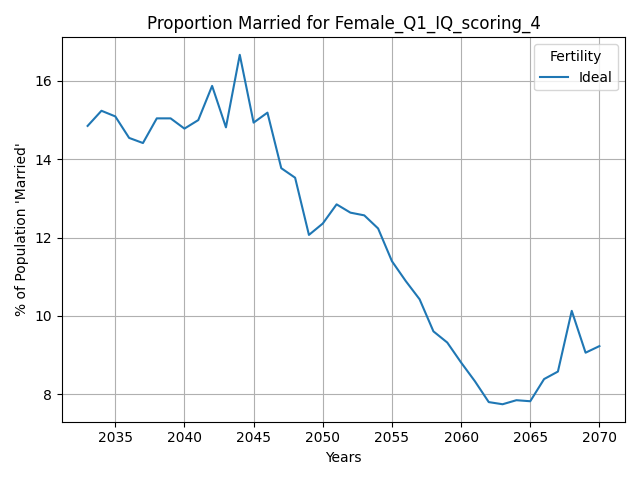 Proportion Married for Female_Q1_IQ_scoring_4
Fertility
Ideal
% of Population 'Married'
16
14
12
10
8
2035 2040 2045 2050 2055 2060 2065 2070
Years